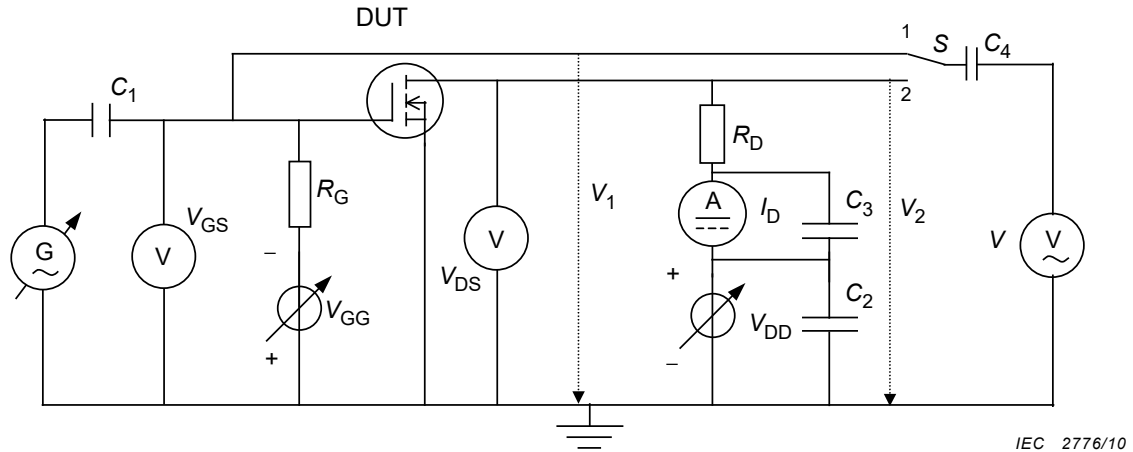 DUT
1
S
C4
C1
2
RD
RG
V1
A
ID
C3
V2
VGS
G
V
V
VDS
V
V
VGG
C2
VDD
+
−
−
+
IEC 2776/10